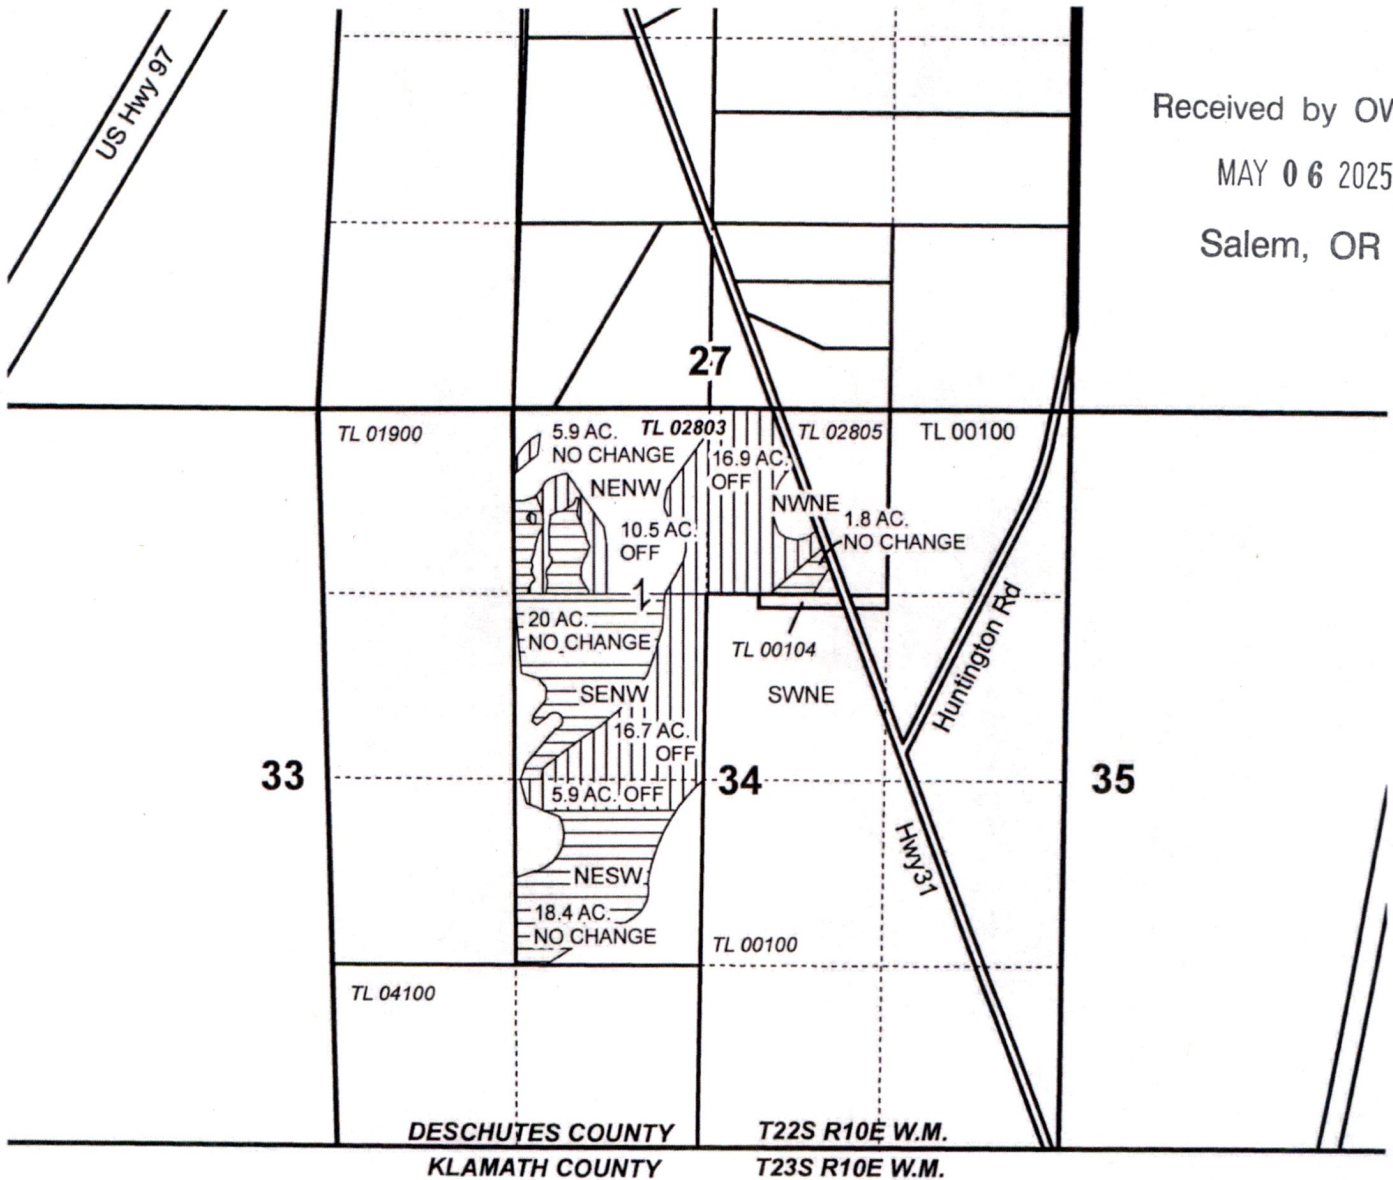 US Hwy 97
Received by OW
MAY 06 2025
Salem, OR
27
TL 01900
5.9 AC.
NO CHANGE
TL 02803
TL 02805
TL 00100
NENW
16.9 AC.
OFF
NWNE
10.5 AC.
OFF
1.8 AC.
NO CHANGE
20 AC.
NO CHANGE
TL 00104
Huntington Rd
SENW
SWNE
16.7 AC.
OFF
33
34
35
5.9 AC. OFF
Hwy31
NESW
18.4 AC.
NO CHANGE
TL 00100
TL 04100
DESCHUTES COUNTY
T22S R10E W.M.
KLAMATH COUNTY
T23S R10E W.M.